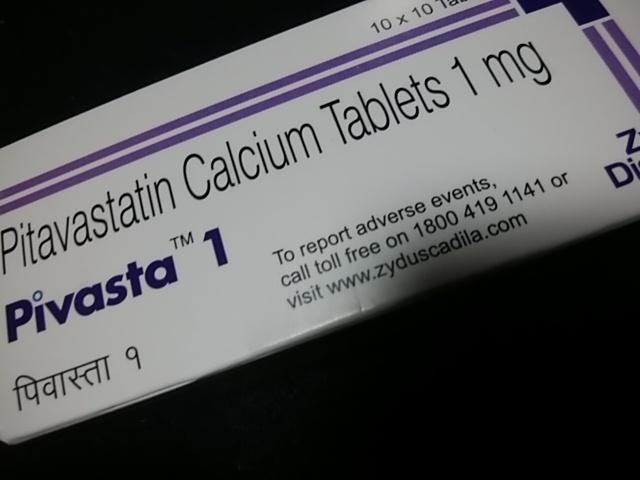 10 x 10
Pitavastatin Calcium Tablets 1 mg
Pivasta™ 1
To report adverse events,
call toll free on 1800 419 1141 or
visit www.zyduscadila.com
पिवास्ता १